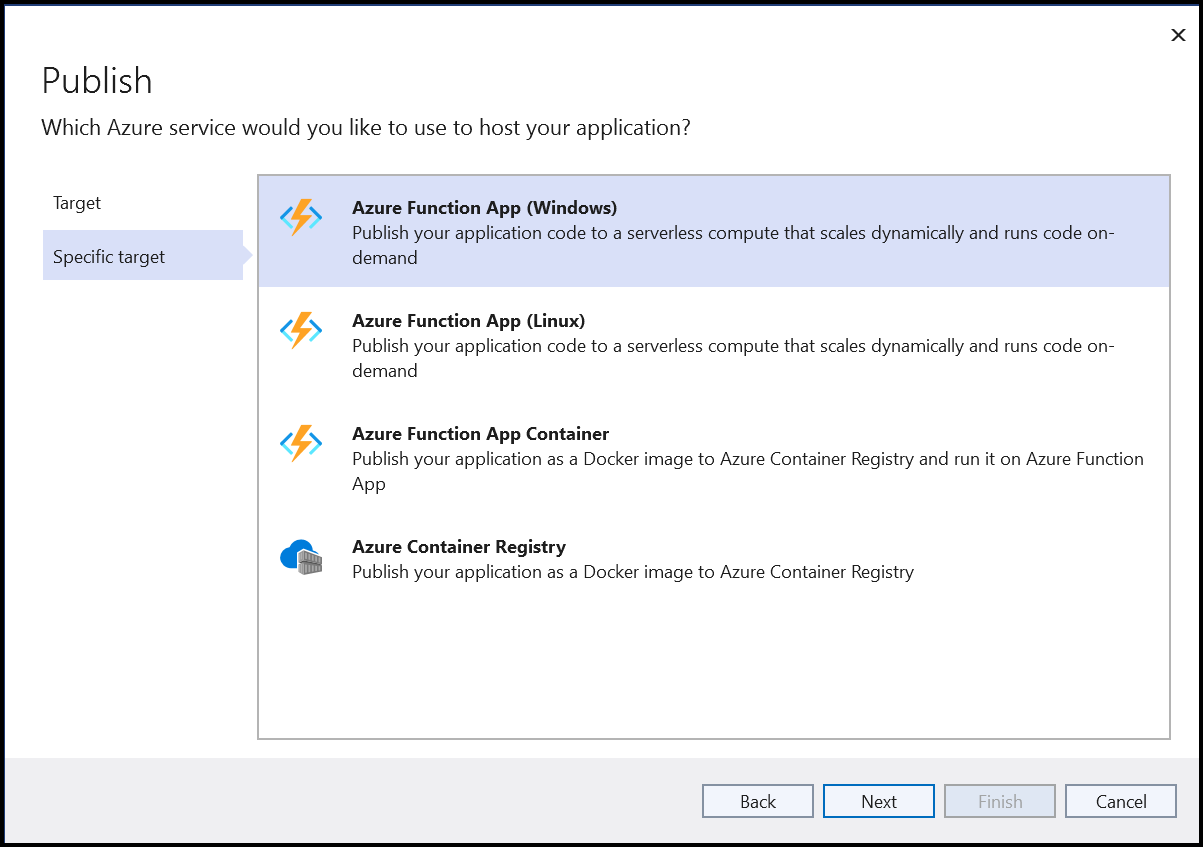 Publish
Which Azure service would you like to use to host your application?
Target
Specific target
Azure Function App (Windows)
Publish your application code to a serverless compute that scales dynamically and runs code on-
demand
Azure Function App (Linux)
Publish your application code to a serverless compute that scales dynamically and runs code on-
demand
Azure Function App Container
Publish your application as a Docker image to Azure Container Registry and run it on Azure Function
App
Azure Container Registry
Publish your application as a Docker image to Azure Container Registry
Back
Next
Finish
Cancel